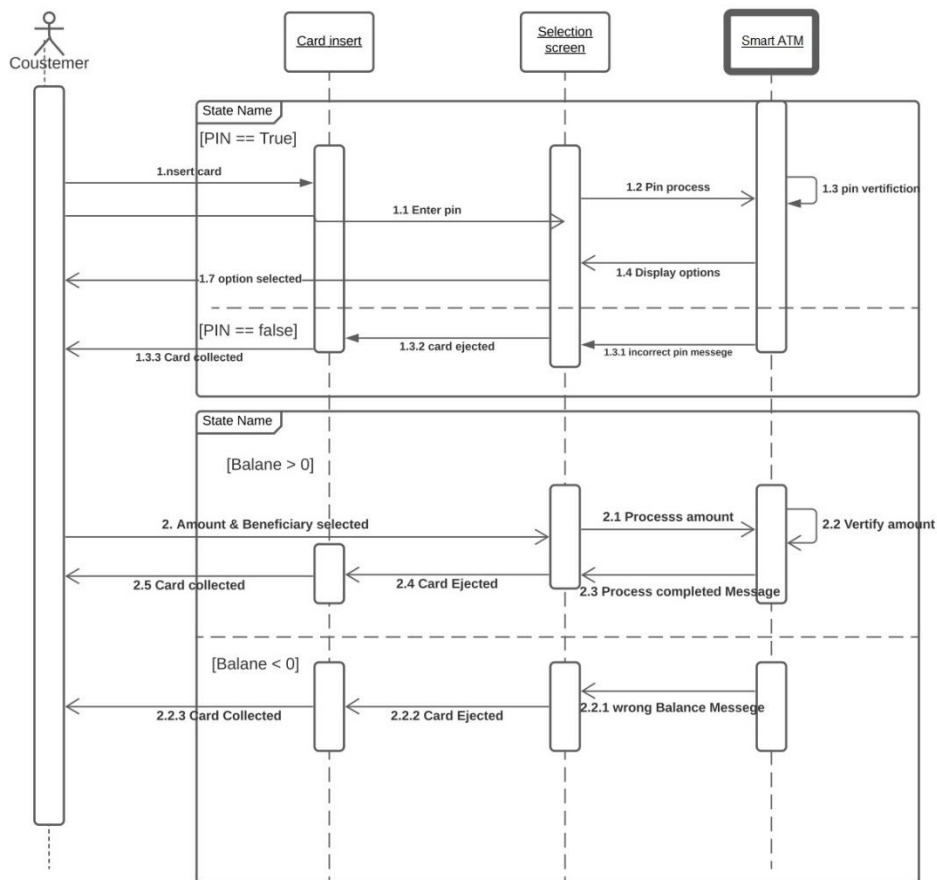 Coustemer
Card insert
Selection
screen
Smart ATM
State Name
[PIN == True]
1.nsert card
1.2 Pin process
1.3 pin vertifiction
1.1 Enter pin
1.7 option selected
1.4 Display options
[PIN == false]
1.3.3 Card collected
1.3.2 card ejected
1.3.1 incorrect pin messege
State Name
[Balane > 0]
2. Amount & Beneficiary selected
2.1 Processs amount
2.2 Vertify amount
2.5 Card collected
2.4 Card Ejected
2.3 Process completed Message
[Balane < 0]
2.2.3 Card Collected
2.2.2 Card Ejected
2.2.1 wrong Balance Messege